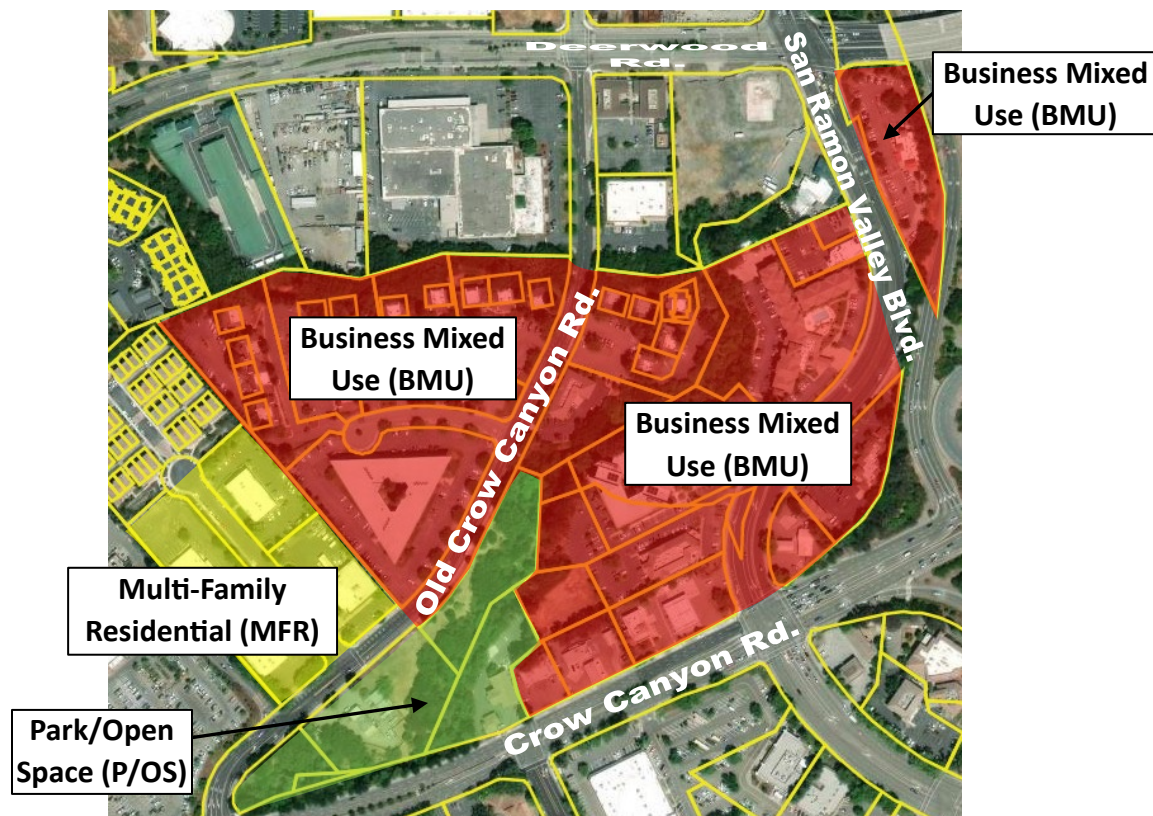 Deerwood
Rd.
San Ramon Valley Blvd.
Business Mixed
Use (BMU)
Business Mixed
Use (BMU)
Old Crow Canyon Rd.
Business Mixed
Use (BMU)
Multi-Family
Residential (MFR)
Crow Canyon Rd.
Park/Open
Space (P/OS)